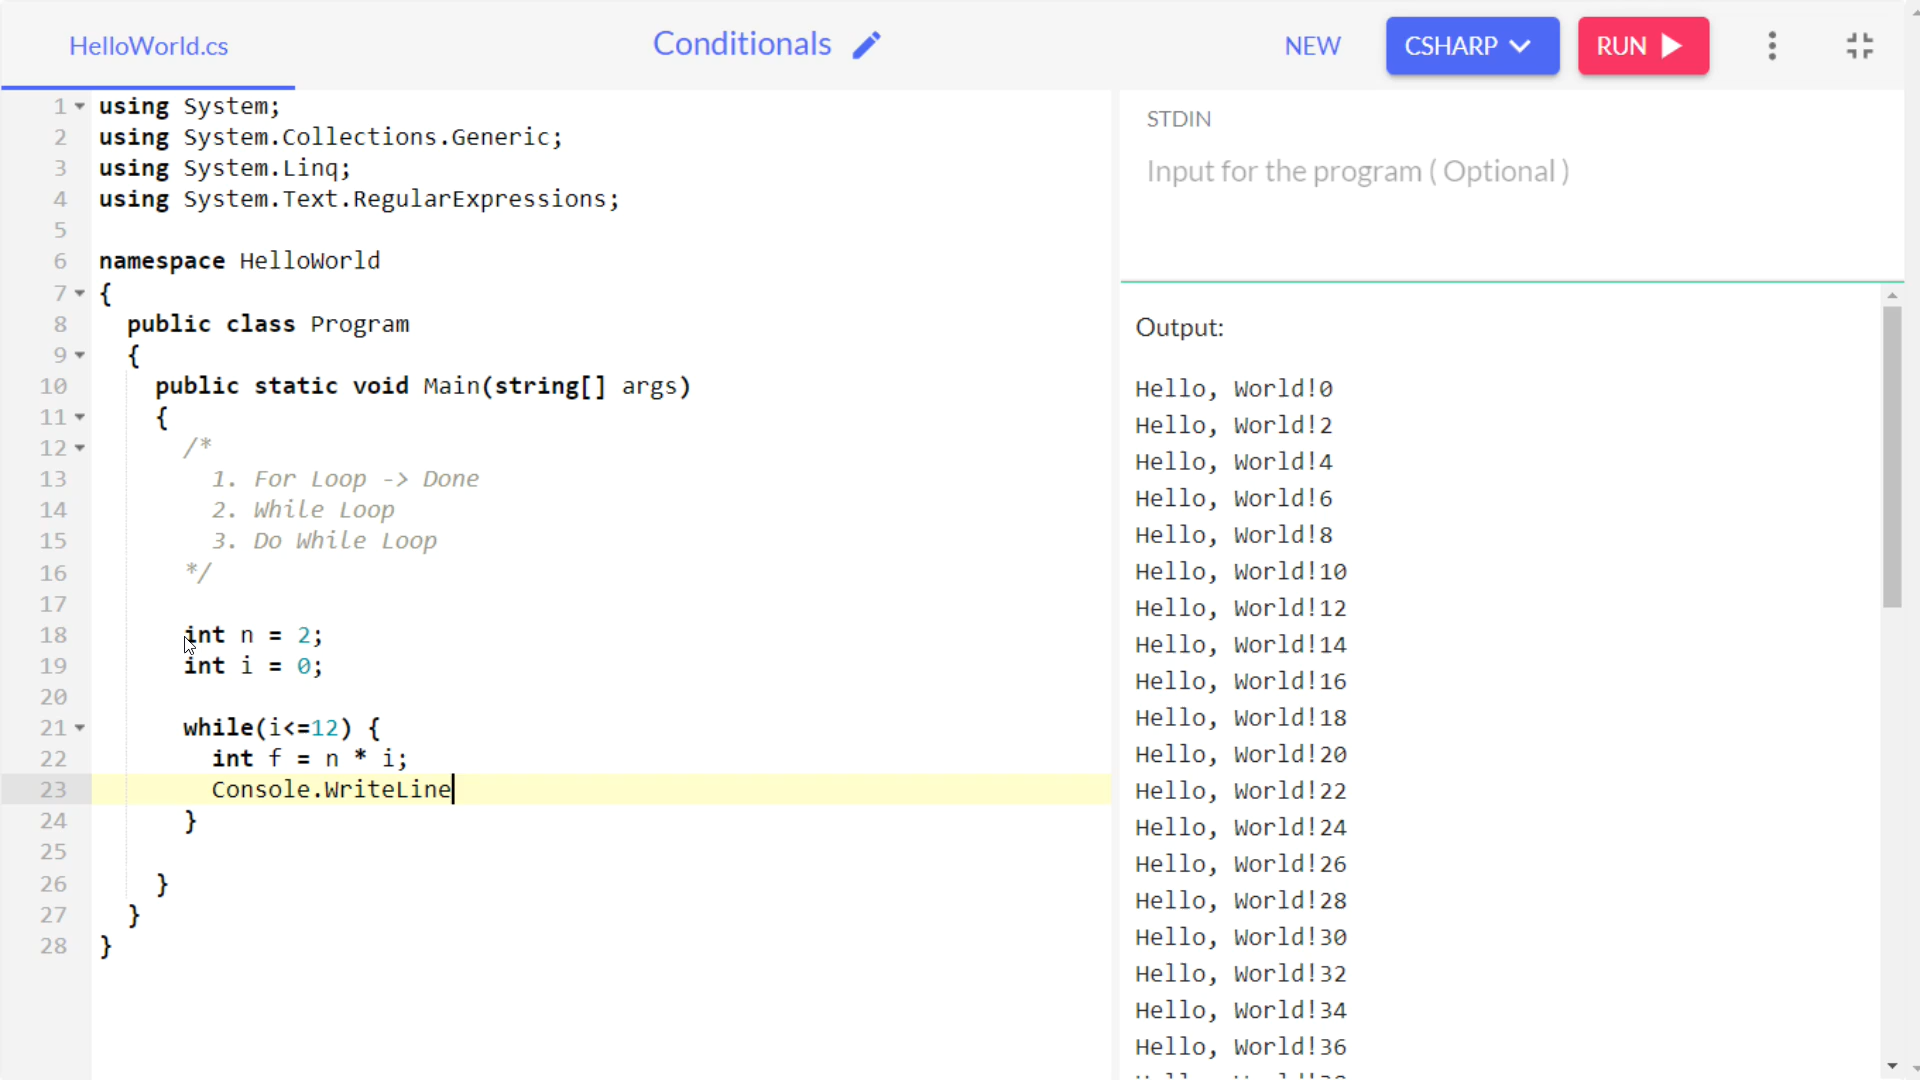 HelloWorld.cs
Conditionals
NEW
CSHARP
RUN
1 using System;
2 using System.Collections.Generic;
3 using System.Linq;
4 using System.Text.RegularExpressions;
5
6 namespace HelloWorld
7 {
8 public class Program
9 {
10 public static void Main(string[] args)
11 {
12 /*
13 1. For Loop -> Done
14 2. While Loop
15 3. Do While Loop
16 */
17
18 int n = 2;
19 int i = 0;
20
21 while(i<=12) {
22 int f = n * i;
23 Console.WriteLine
24 }
25
26 }
27 }
28 }
STDIN
Input for the program ( Optional )
Output:
Hello, World!0
Hello, World!2
Hello, World!4
Hello, World!6
Hello, World!8
Hello, World!10
Hello, World!12
Hello, World!14
Hello, World!16
Hello, World!18
Hello, World!20
Hello, World!22
Hello, World!24
Hello, World!26
Hello, World!28
Hello, World!30
Hello, World!32
Hello, World!34
Hello, World!36